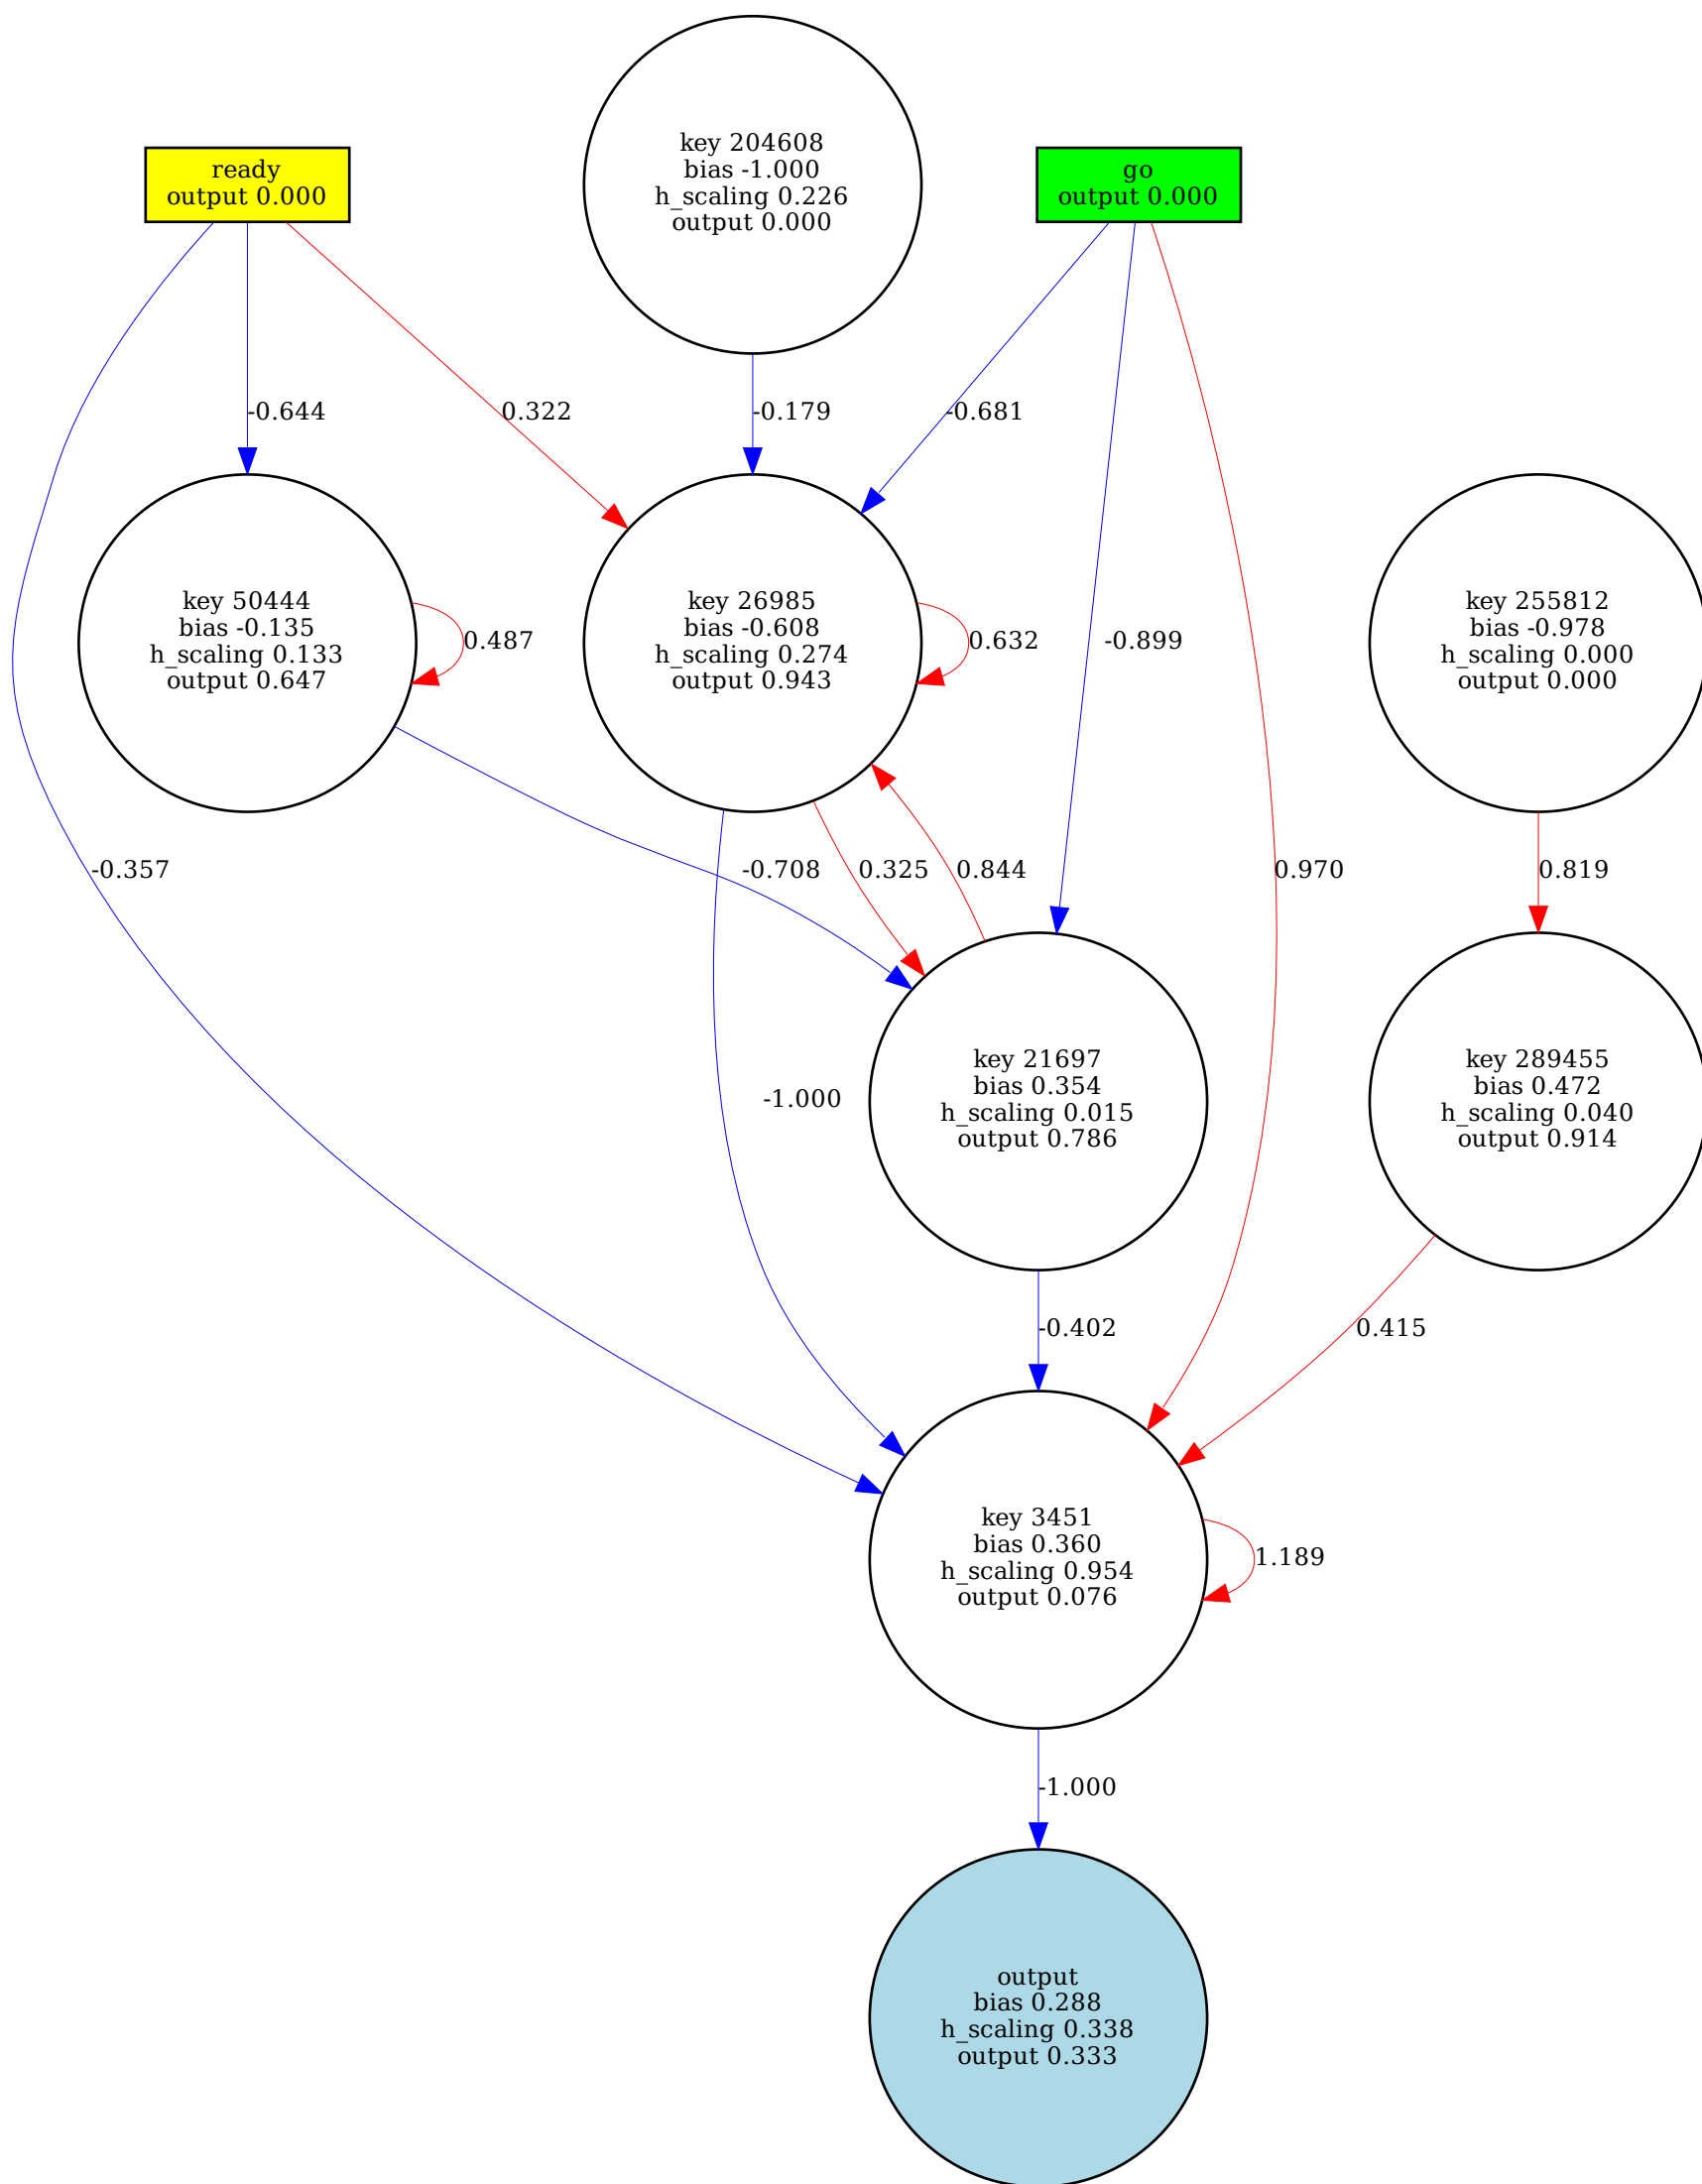 key 204608
bias -1.000
h_scaling 0.226
output 0.000
ready
output 0.000
go
output 0.000
-0.644
0.322
-0.179
-0.681
key 50444
bias -0.135
h_scaling 0.133
output 0.647
0.487
key 26985
bias -0.608
h_scaling 0.274
output 0.943
0.632
-0.899
key 255812
bias -0.978
h_scaling 0.000
output 0.000
-0.357
-0.708
0.325
0.844
0.970
0.819
-1.000
key 21697
bias 0.354
h_scaling 0.015
output 0.786
key 289455
bias 0.472
h_scaling 0.040
output 0.914
-0.402
0.415
key 3451
bias 0.360
h_scaling 0.954
output 0.076
1.189
-1.000
output
bias 0.288
h_scaling 0.338
output 0.333